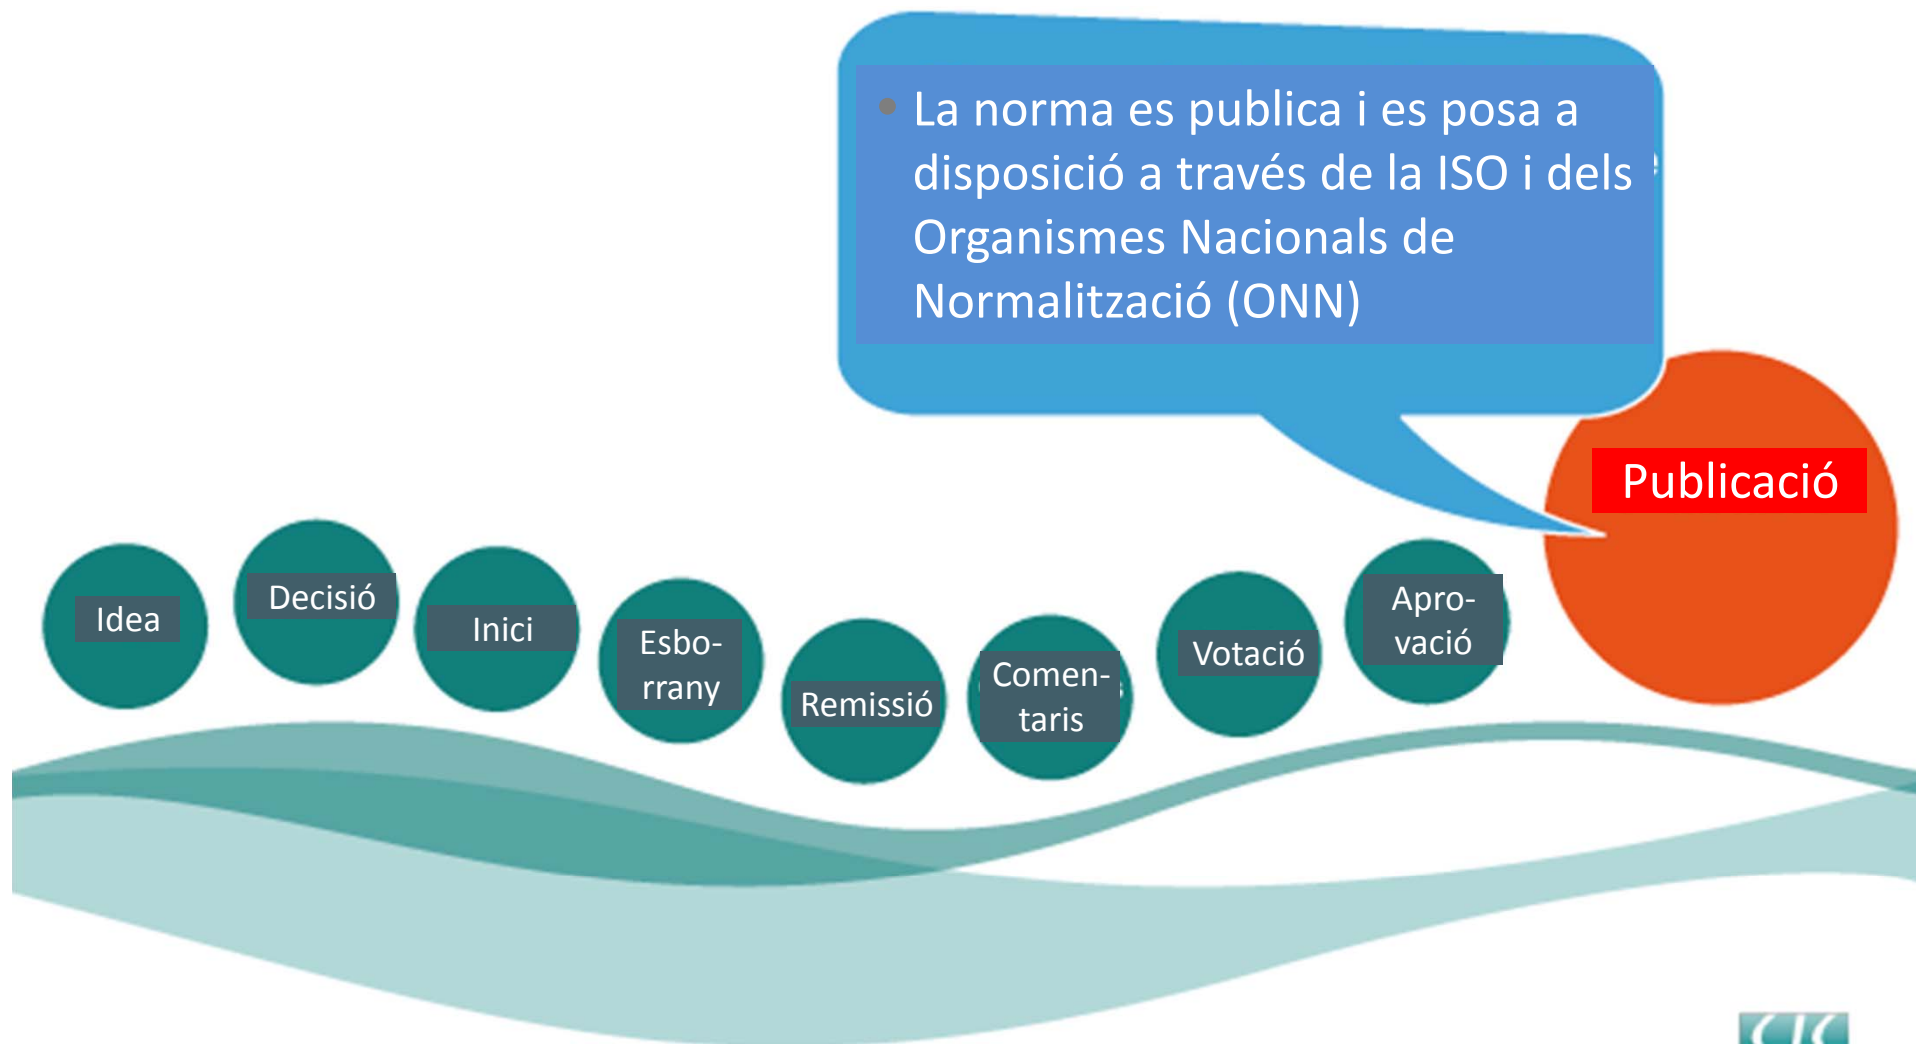 • La norma es publica i es posa a
disposició a través de la ISO i dels
Organismes Nacionals de
Normalització (ONN)
Publicació
Idea
Decisió
Inici
Esbo-
rrany
Remissió
Comen-
taris
Votació
Apro-
vació